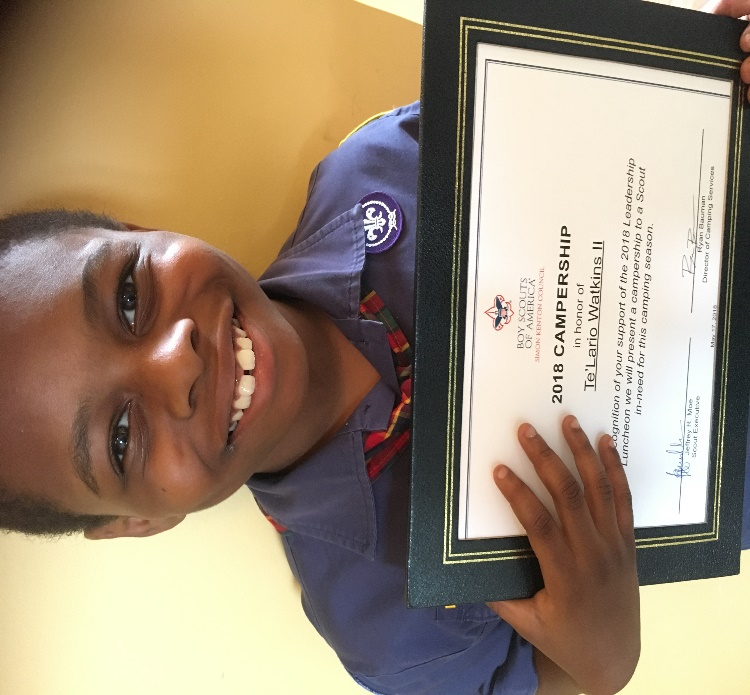 BOY SCOUTS
OF AMERICA
SIMON KENTON COUNCIL
2018 CAMPERSHIP
in honor of
Te'Lario Watkins II
cognition of your support of the 2018 Leadership
Luncheon we will present a campership to a Scout
in-need for this camping season.
Jeffrey H. Moe
Scout Executive
Ryan Bauman
Director of Camping Services
May 17, 2018